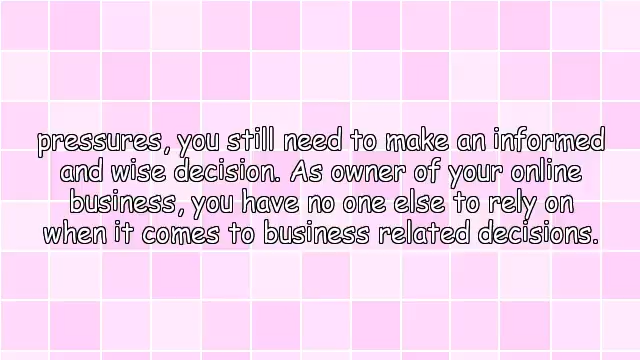 pressures, you still need to make an informed
and wise decision. As owner of your online
business, you have no one else to rely on
when it comes to business related decisions.